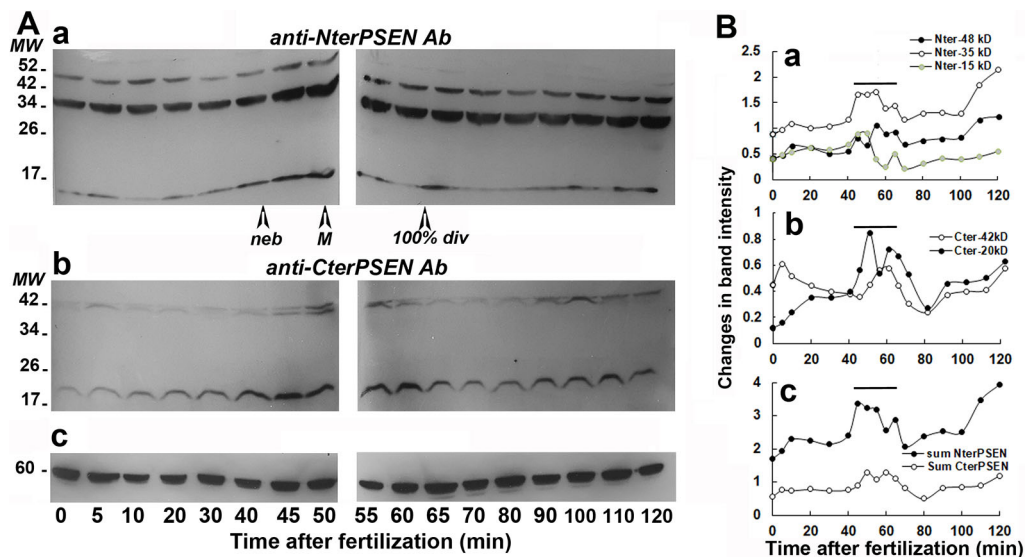 A
a
MW
anti-NterPSEN Ab
52
42
34
26
17
neb
M
100% div
b
MW
anti-CterPSEN Ab
42
34
26
17
c
60
0 5 10 20 30 40 45 50 55 60 65 70 80 90 100 110 120
Time after fertilization (min)
B
Changes in band intensity
a
Nter-48 kD
Nter-35 kD
Nter-15 kD
2.5
2
1.5
1
0.5
0
0 20 40 60 80 100 120
b
Cter-42kD
Cter-20kD
1
0.8
0.6
0.4
0.2
0
0 20 40 60 80 100 120
c
4
3
2
1
0
sum NterPSEN
Sum CterPSEN
0 20 40 60 80 100 120
Time after fertilization (min)